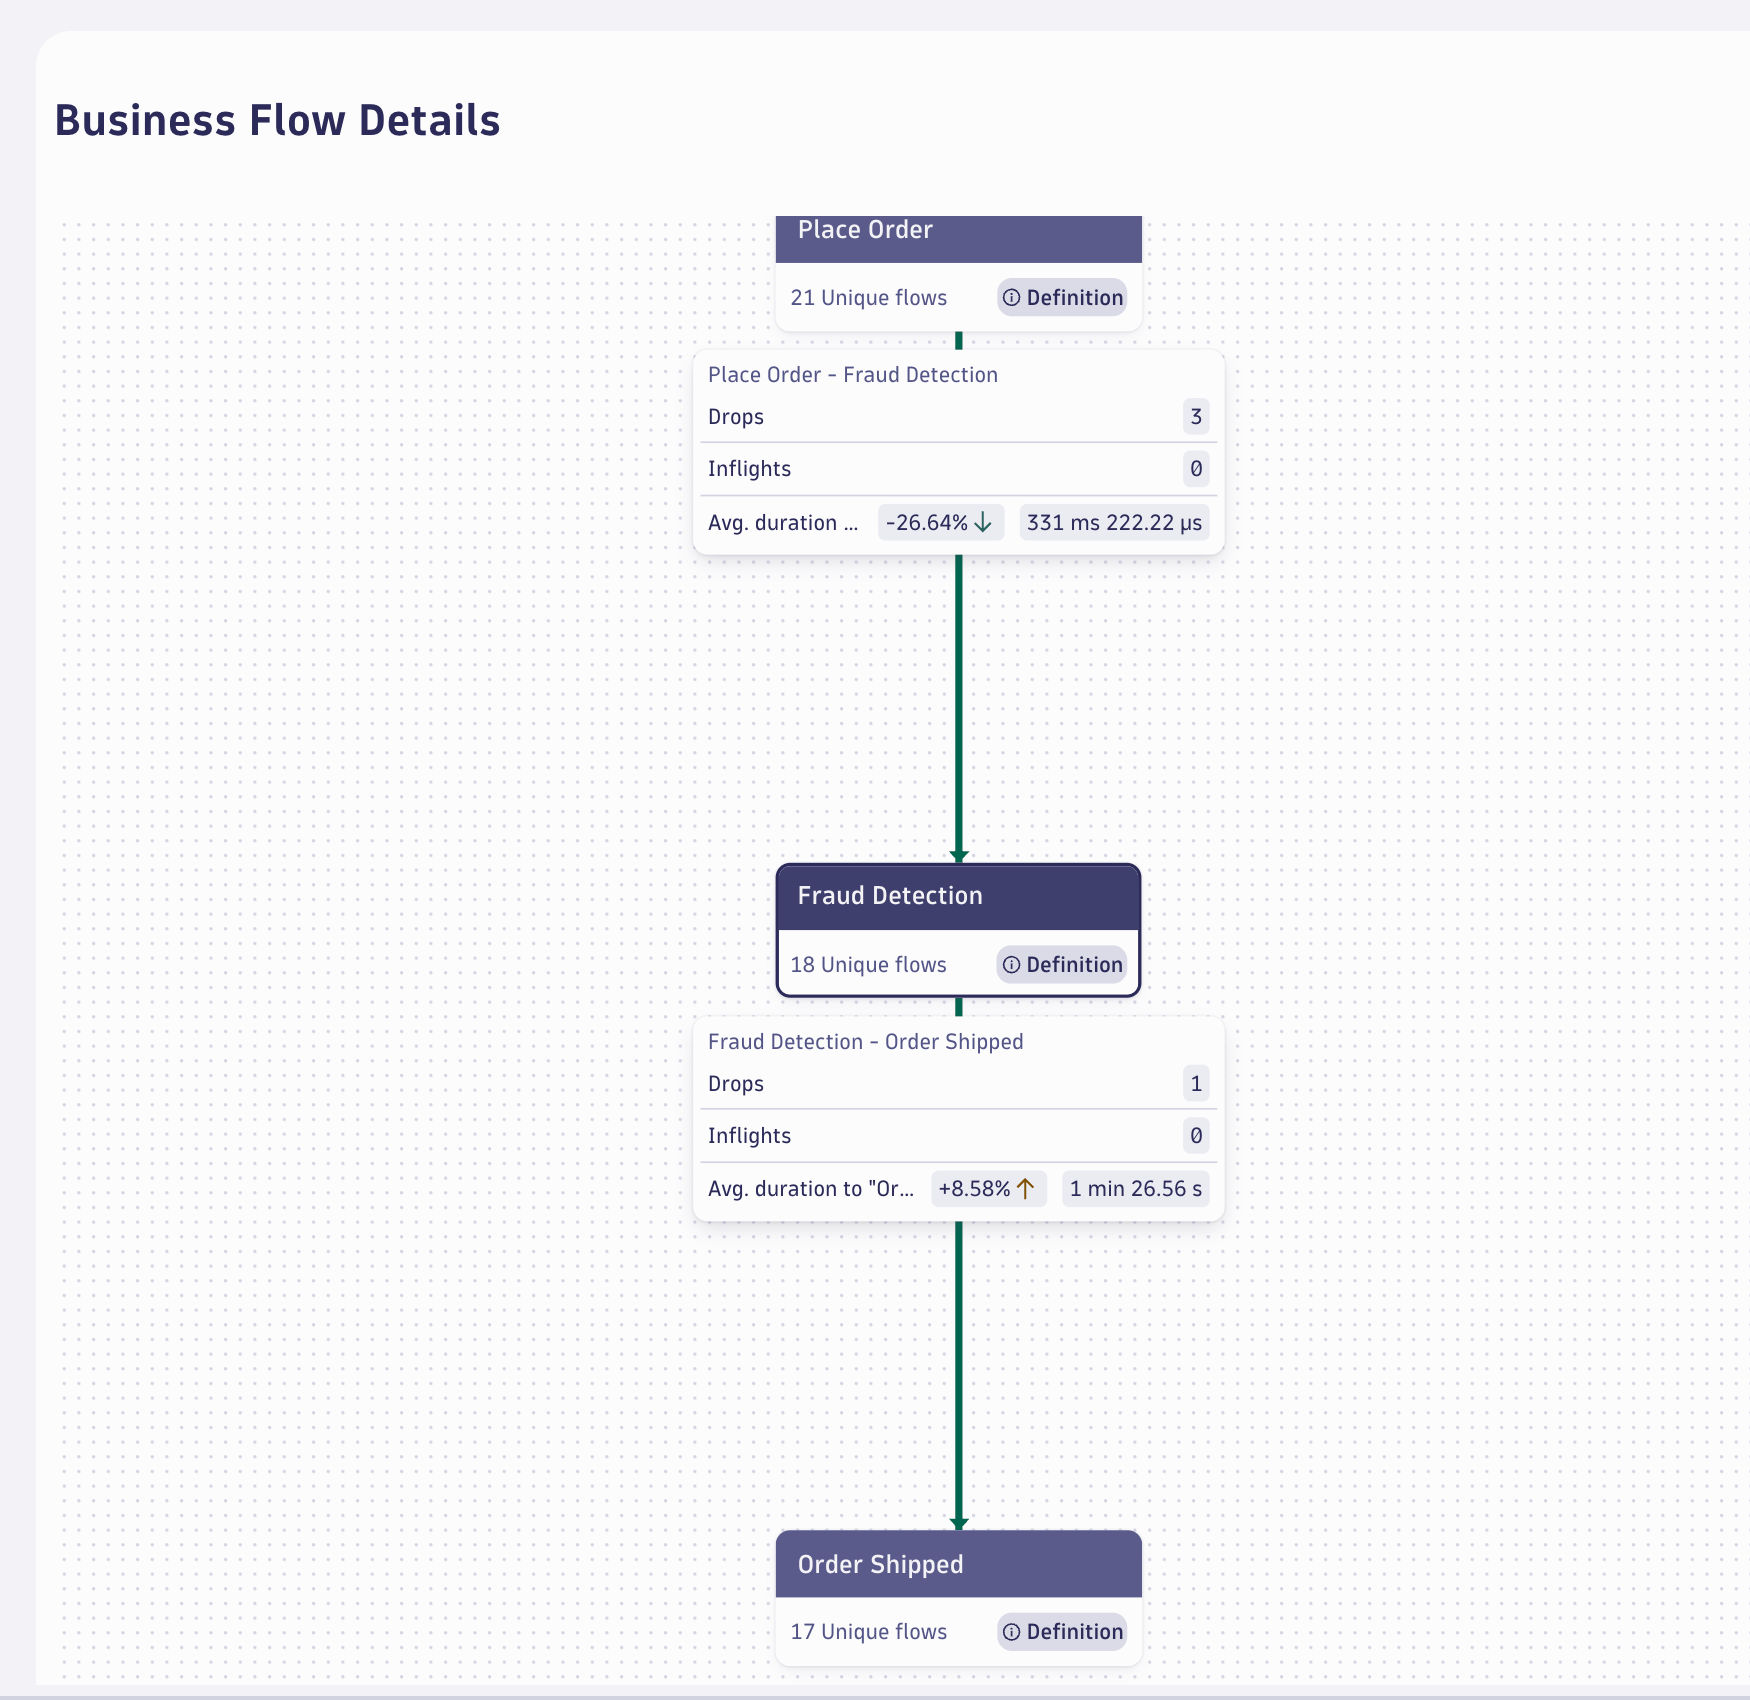 Business Flow Details
Place Order
21 Unique flows Definition
Place Order - Fraud Detection
Drops 3
Inflights 0
Avg. duration ... -26.64% ↓ 331 ms 222.22 µs
Fraud Detection
18 Unique flows Definition
Fraud Detection - Order Shipped
Drops 1
Inflights 0
Avg. duration to "Or... +8.58% ↑ 1 min 26.56 s
Order Shipped
17 Unique flows Definition